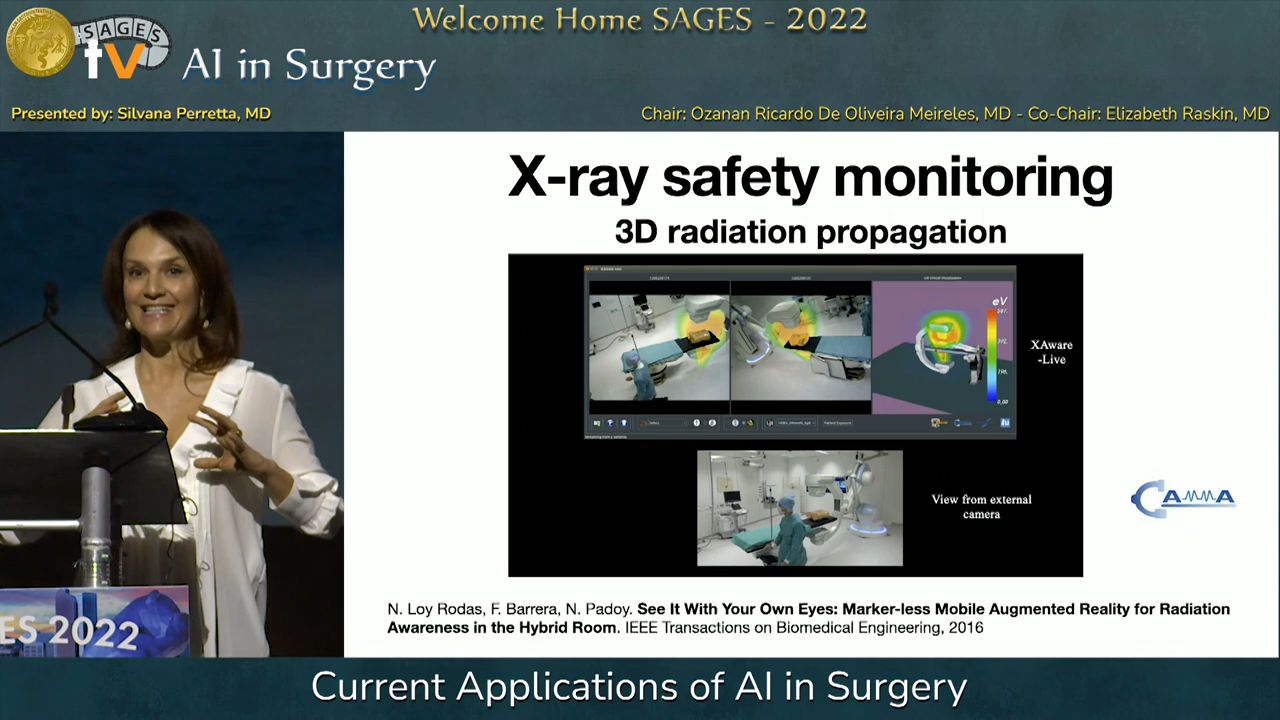 Welcome Home SAGES - 2022
SAGES
tv
AI in Surgery
Presented by: Silvana Perretta, MD
Chair: Ozanan Ricardo De Oliveira Meireles, MD - Co-Chair: Elizabeth Raskin, MD
X-ray safety monitoring
3D radiation propagation
eV
XAware
-Live
View from external
camera
CAMMA
N. Loy Rodas, F. Barrera, N. Padoy. See It With Your Own Eyes: Marker-less Mobile Augmented Reality for Radiation
Awareness in the Hybrid Room. IEEE Transactions on Biomedical Engineering, 2016
ES 2022
Current Applications of AI in Surgery